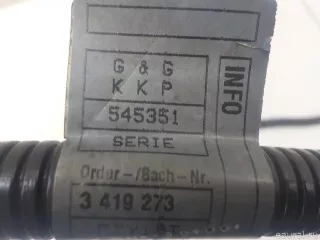 G & G
K K P
INFO
545351
SERIE
Order-/Bach-Nr.
3 419 273